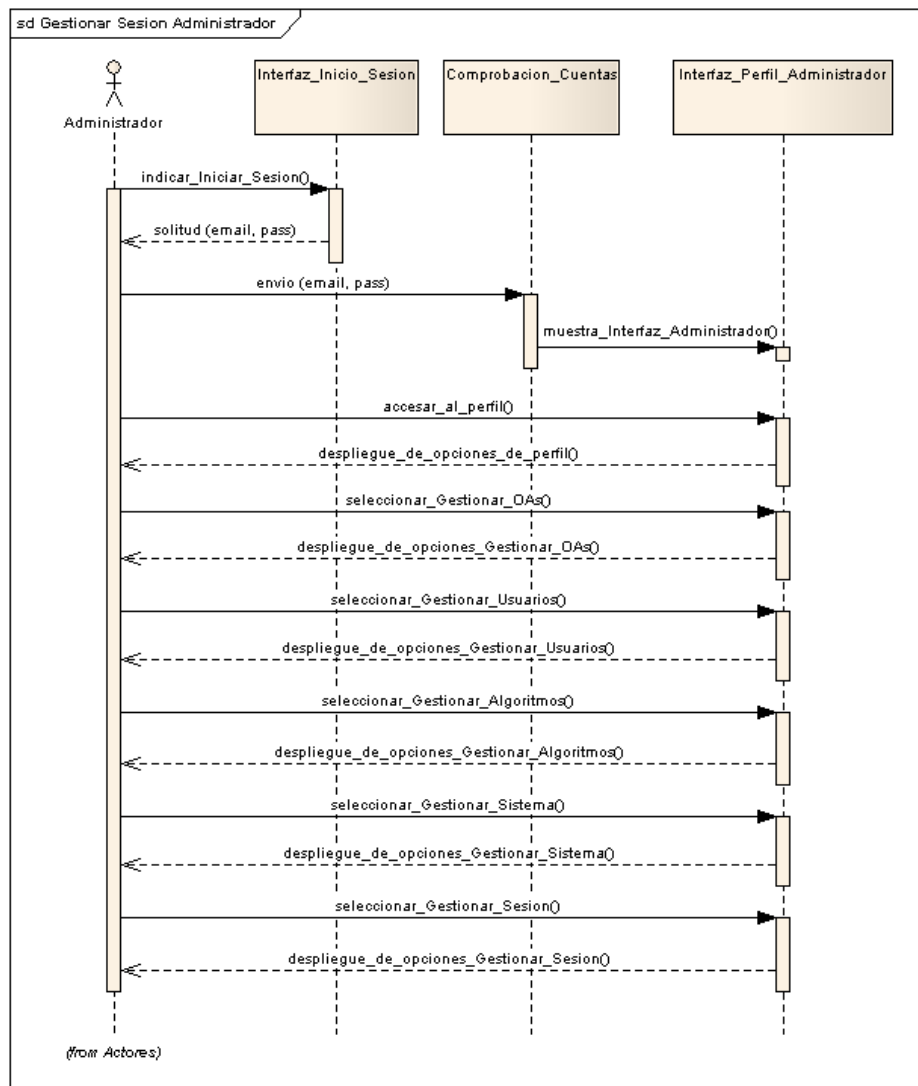 sd Gestionar Sesion Administrador
Administrador
Interfaz_Inicio_Sesion
Comprobacion_Cuentas
Interfaz_Perfil_Administrador
indicar_Iniciar_Sesion()
solitud (email, pass)
envio (email, pass)
muestra_Interfaz_Administrador()
accesar_al_perfil()
despliegue_de_opciones_de_perfil()
seleccionar_Gestionar_OAs()
despliegue_de_opciones_Gestionar_OAs()
seleccionar_Gestionar_Usuarios()
despliegue_de_opciones_Gestionar_Usuarios()
seleccionar_Gestionar_Algoritmos()
despliegue_de_opciones_Gestionar_Algoritmos()
seleccionar_Gestionar_Sistema()
despliegue_de_opciones_Gestionar_Sistema()
seleccionar_Gestionar_Sesion()
despliegue_de_opciones_Gestionar_Sesion()
(from Actores)